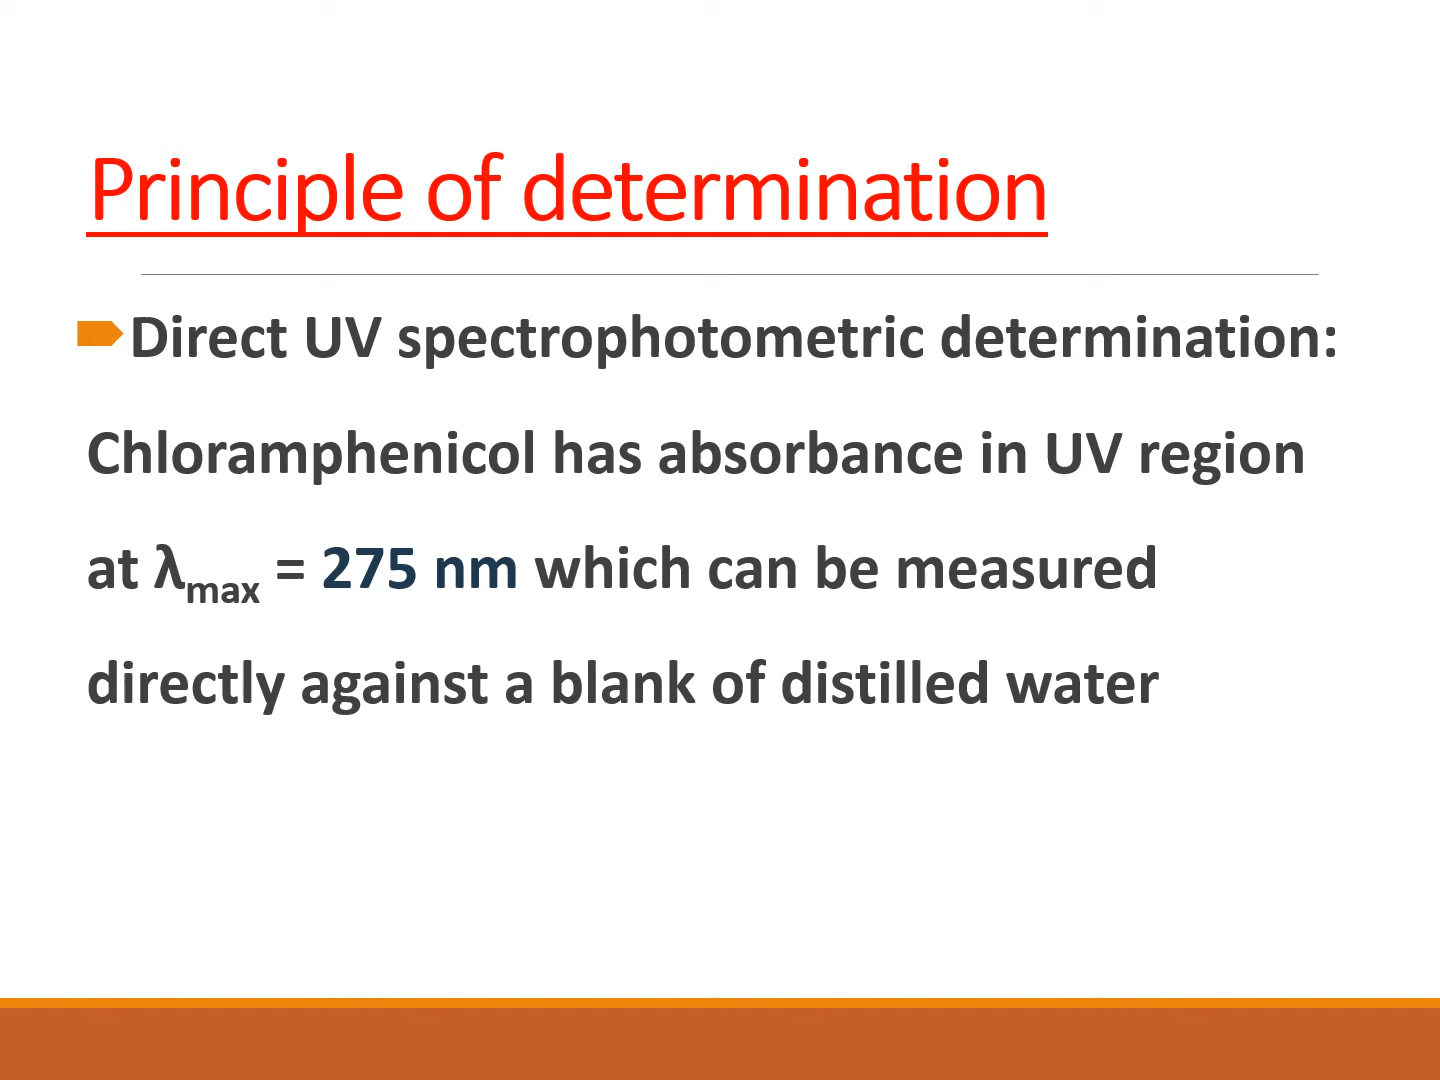 Principle of determination
Direct UV spectrophotometric determination:
Chloramphenicol has absorbance in UV region
at λmax = 275 nm which can be measured
directly against a blank of distilled water